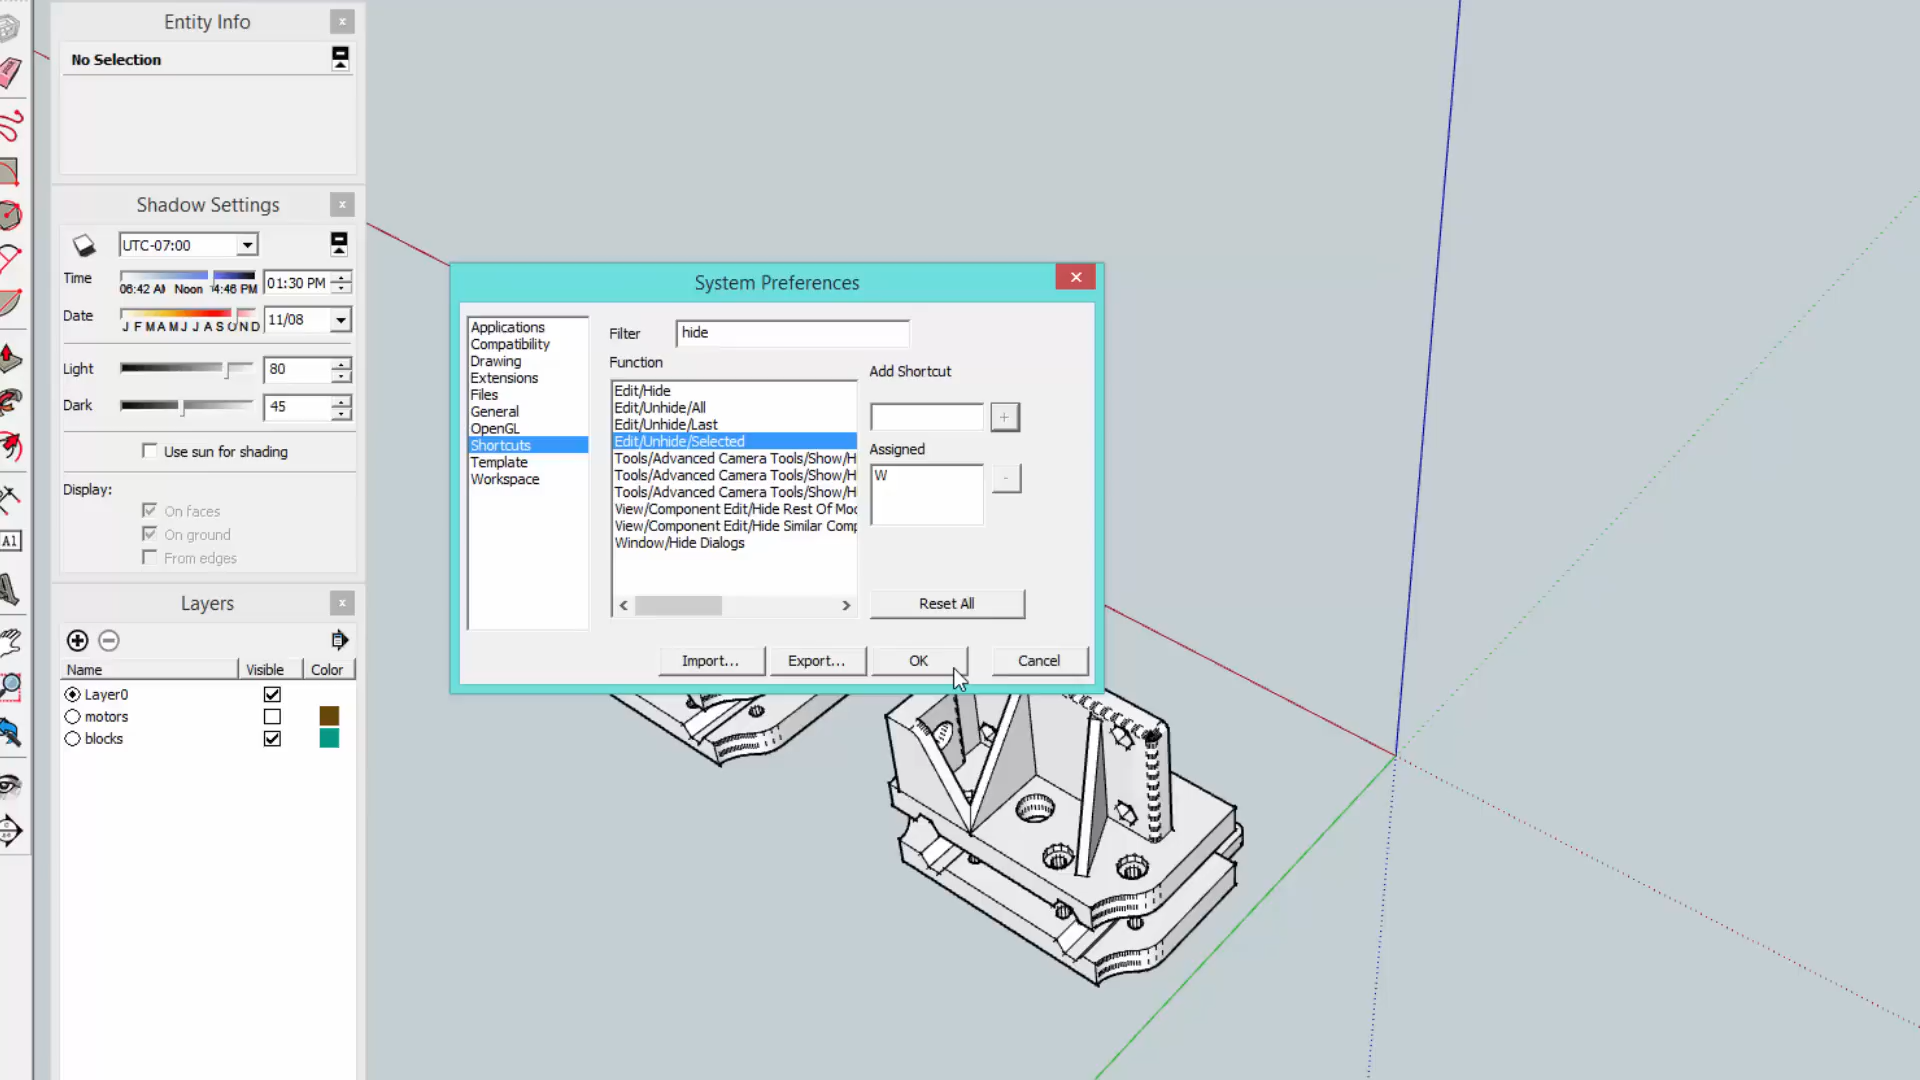 Entity Info
No Selection
Shadow Settings
UTC-07:00
Time
06:42 AM Noon 4:46 PM
01:30 PM
Date
J F M A M J J A S O N D
11/08
Light
80
Dark
45
Use sun for shading
Display:
On faces
On ground
From edges
Layers
Name Visible Color
Layer0
motors
blocks
A1
System Preferences
Applications
Compatibility
Drawing
Extensions
Files
General
OpenGL
Shortcuts
Template
Workspace
Filter
hide
Function
Edit/Hide
Edit/Unhide/All
Edit/Unhide/Last
Edit/Unhide/Selected
Tools/Advanced Camera Tools/Show/H
Tools/Advanced Camera Tools/Show/H
Tools/Advanced Camera Tools/Show/H
View/Component Edit/Hide Rest Of Mod
View/Component Edit/Hide Similar Comp
Window/Hide Dialogs
Add Shortcut
+
Assigned
W
-
Reset All
Import...
Export...
OK
Cancel